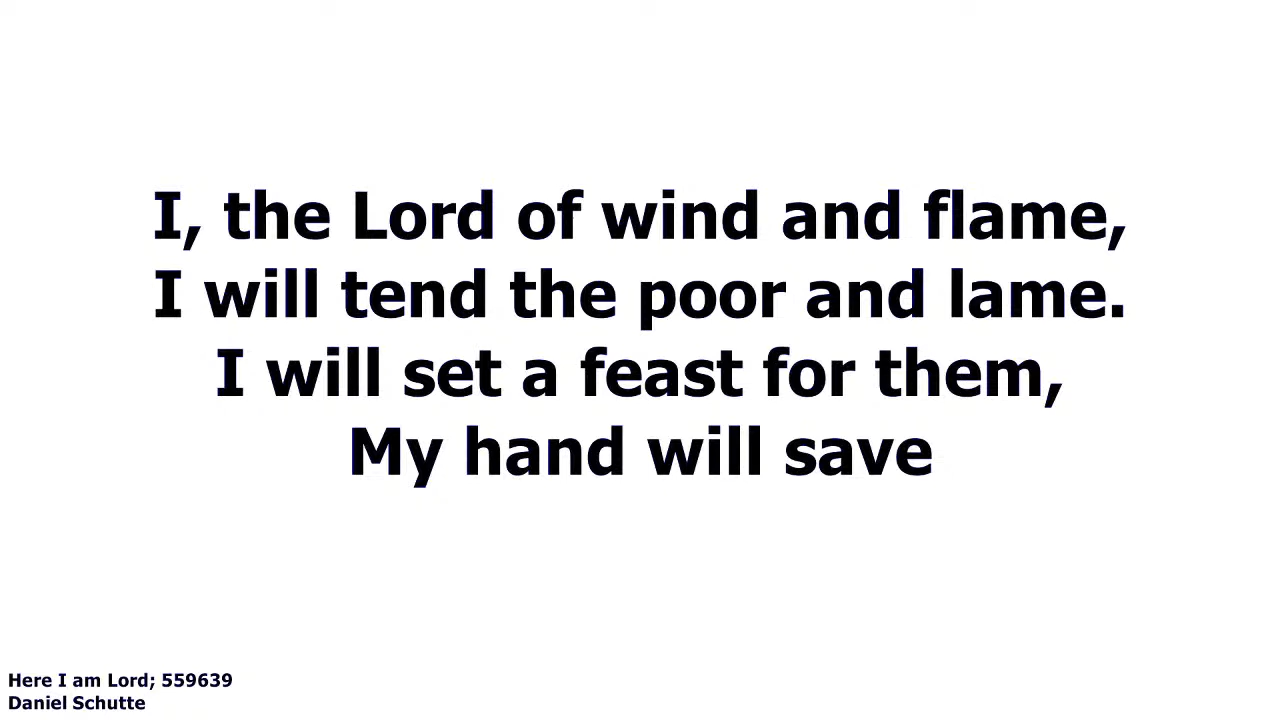 I, the Lord of wind and flame,
I will tend the poor and lame.
I will set a feast for them,
My hand will save
Here I am Lord; 559639
Daniel Schutte